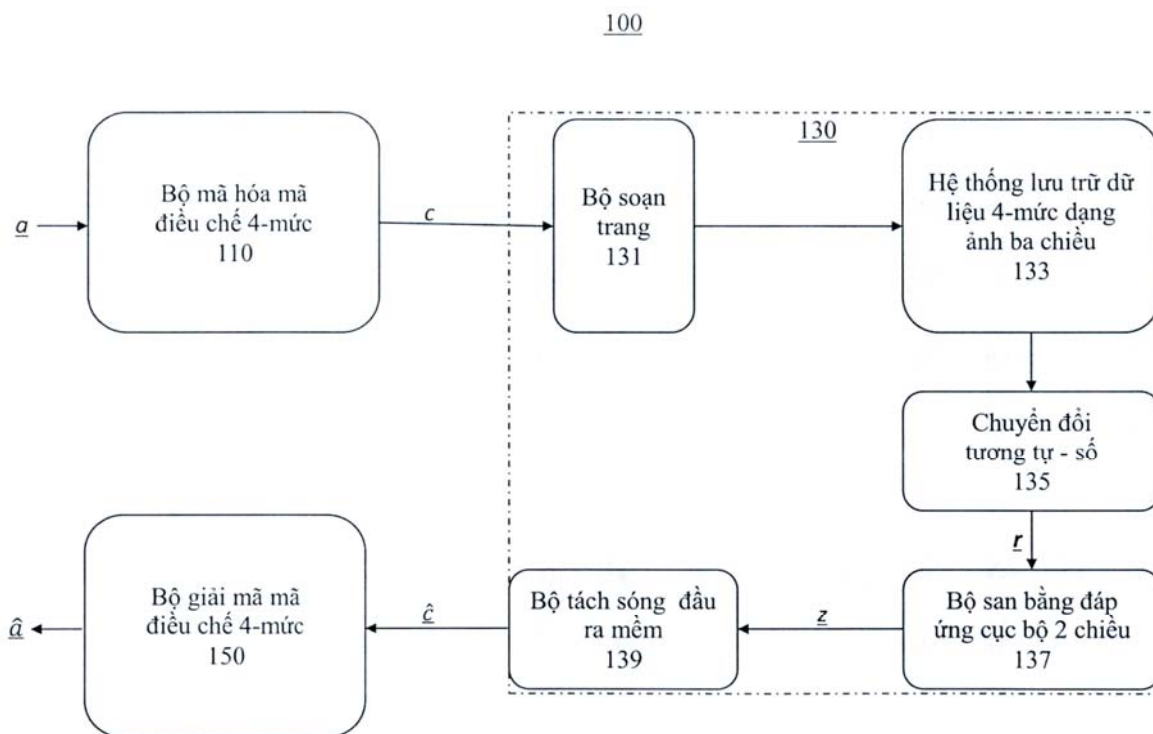 100
130
Bộ mã hóa mã
điều chế 4-mức
110
a
c
Bộ soạn
trang
131
Hệ thống lưu trữ dữ
liệu 4-mức dạng
ảnh ba chiều
133
Chuyển đổi
tương tự - số
135
r
Bộ san bằng đáp
ứng cục bộ 2 chiều
137
z
Bộ tách sóng đầu
ra mềm
139
ĉ
Bộ giải mã mã
điều chế 4-mức
150
â